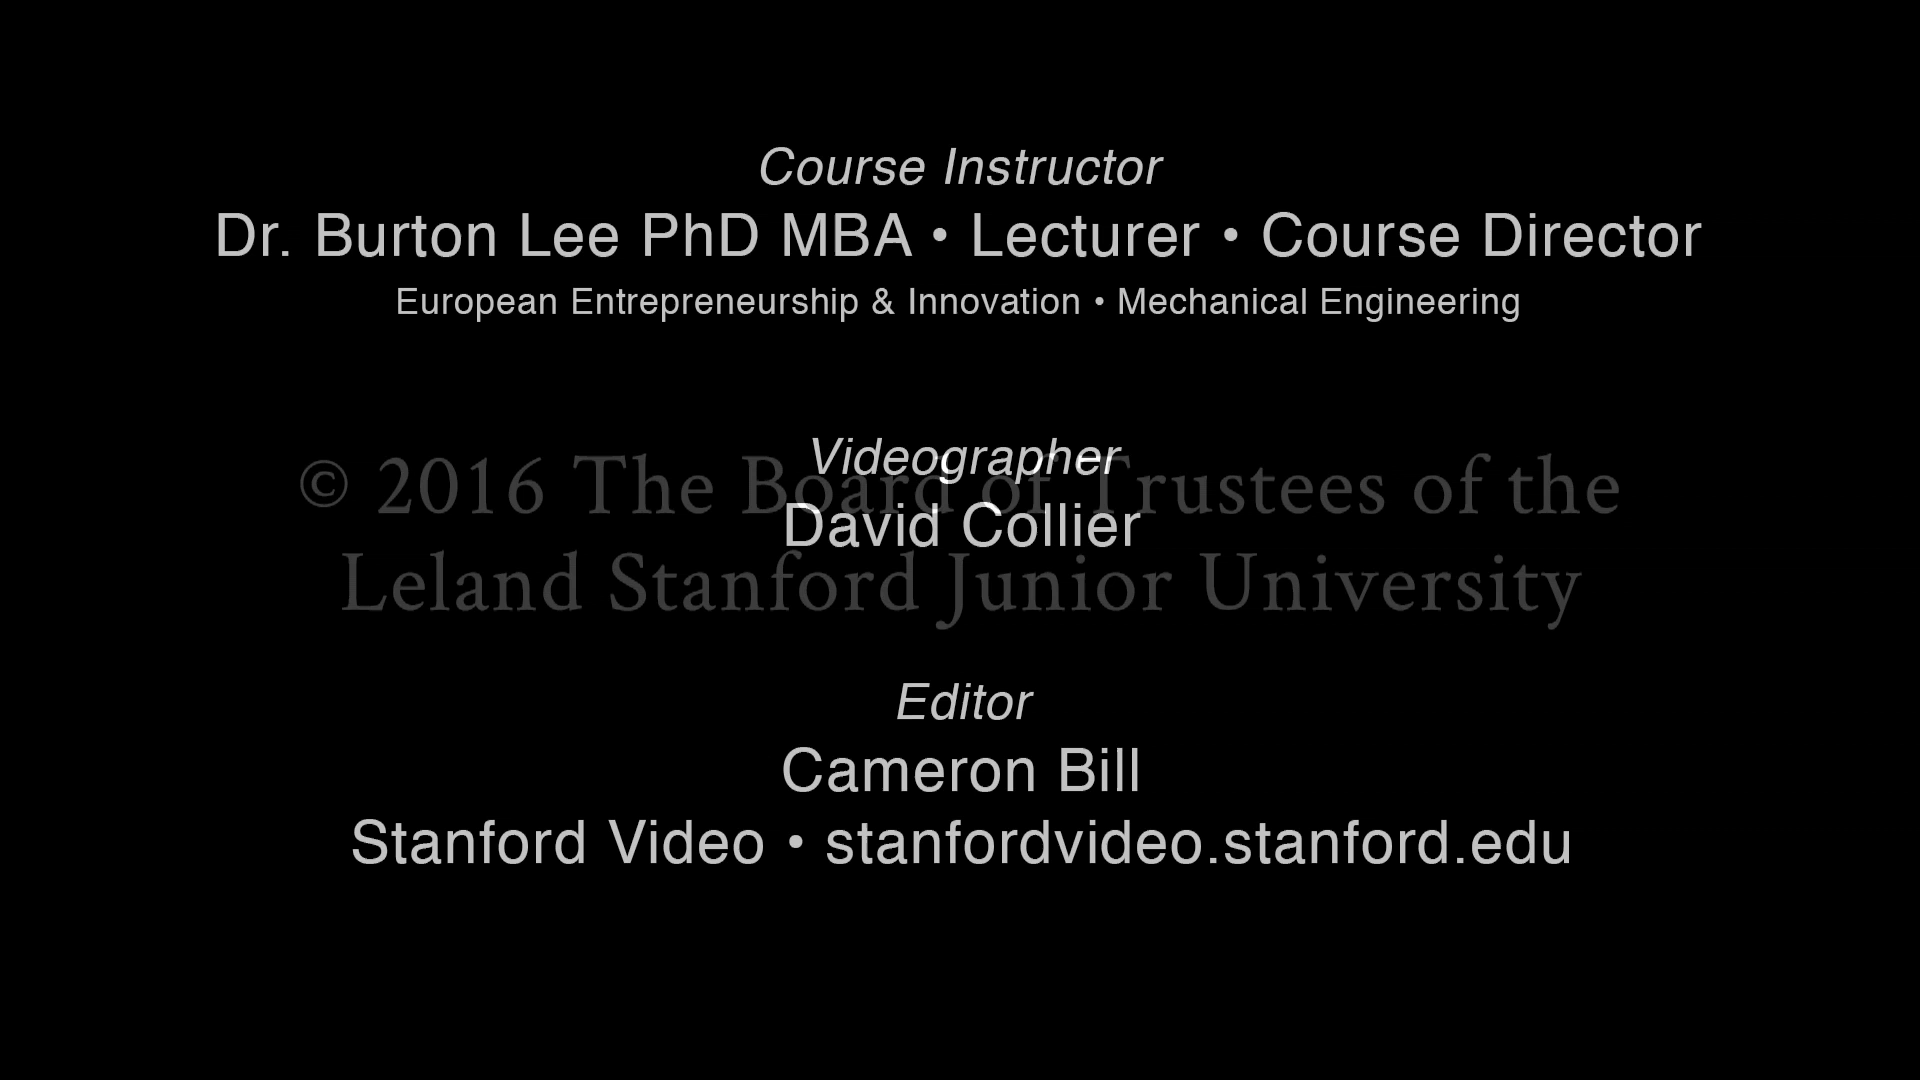 Course Instructor
Dr. Burton Lee PhD MBA • Lecturer • Course Director
European Entrepreneurship & Innovation • Mechanical Engineering
Videographer
© 2016 The Board of Trustees of the
David Collier
Leland Stanford Junior University
Editor
Cameron Bill
Stanford Video • stanfordvideo.stanford.edu